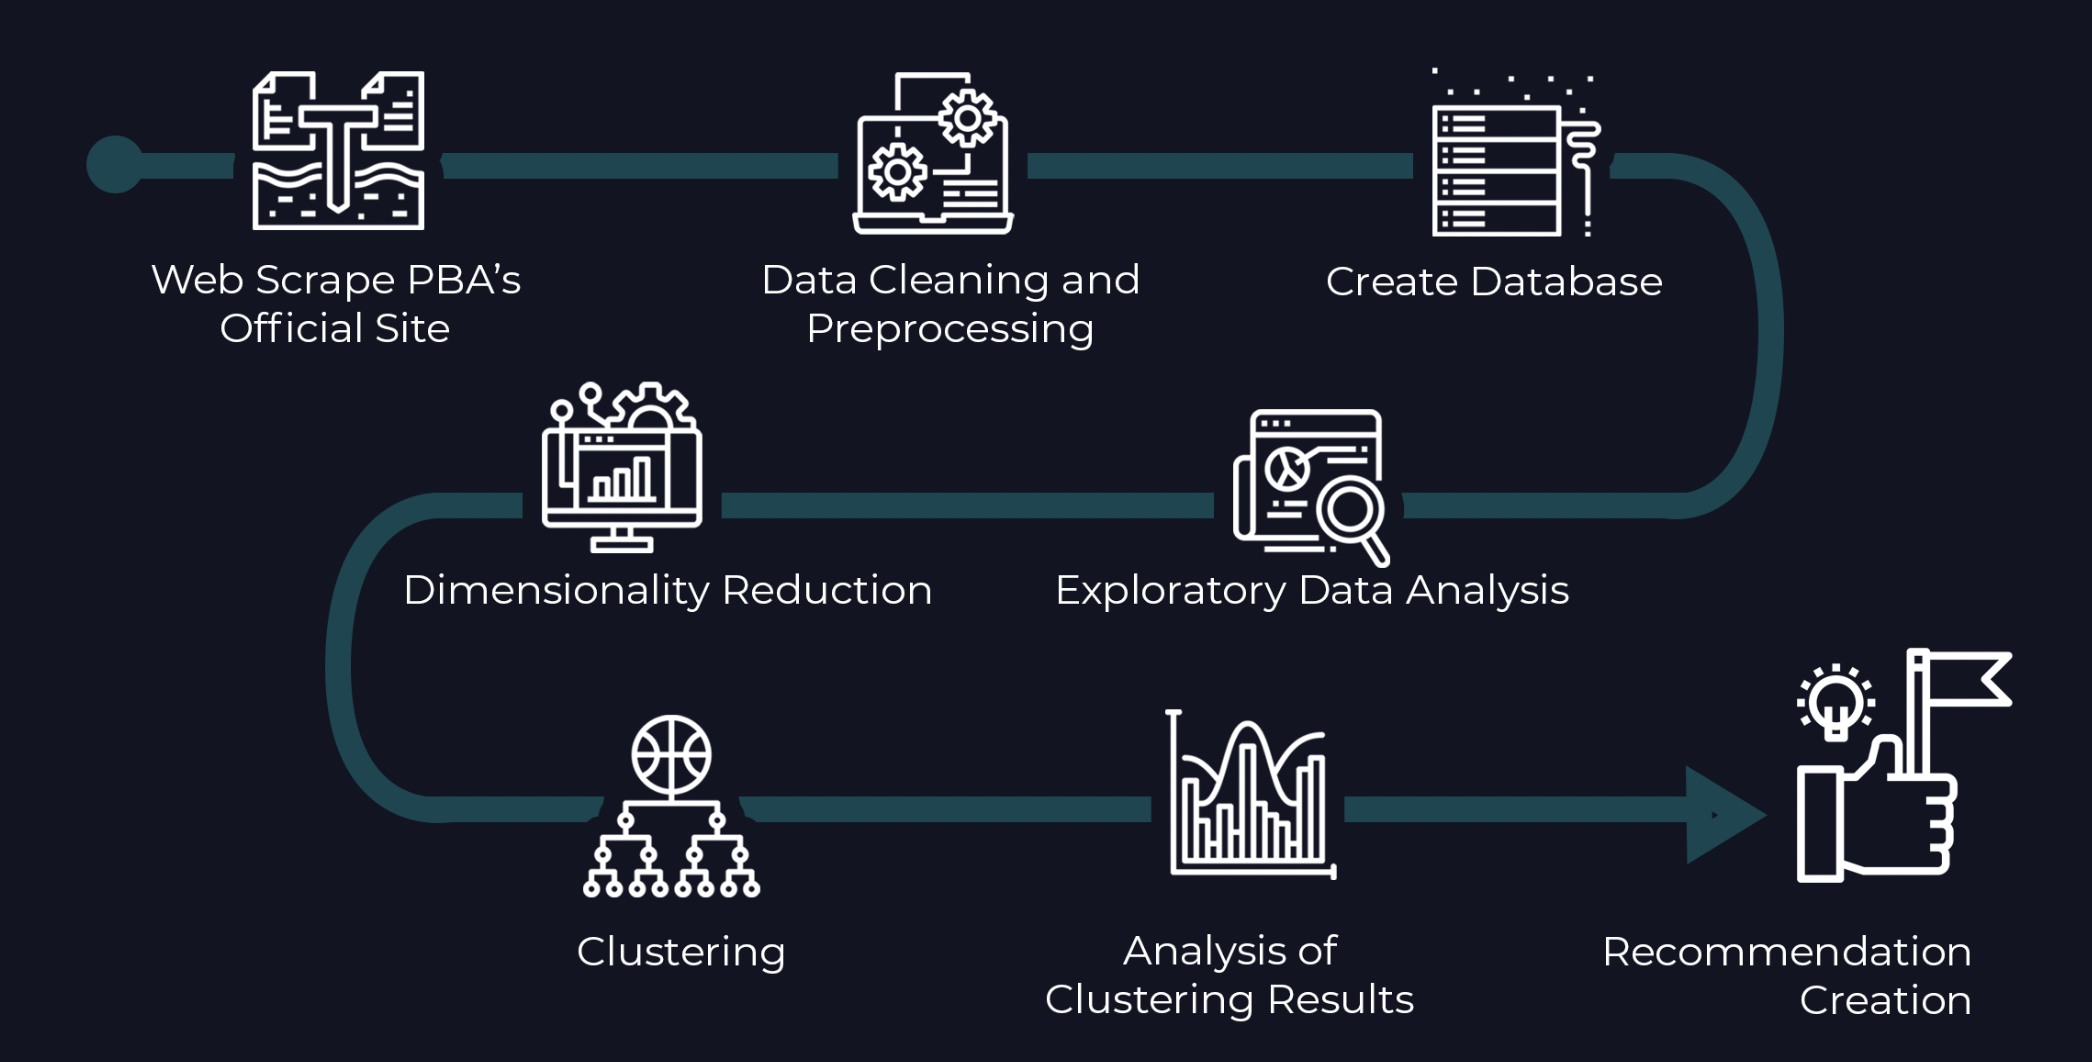 Web Scrape PBA’s
Official Site
Data Cleaning and
Preprocessing
Create Database
Exploratory Data Analysis
Dimensionality Reduction
Clustering
Analysis of
Clustering Results
Recommendation
Creation